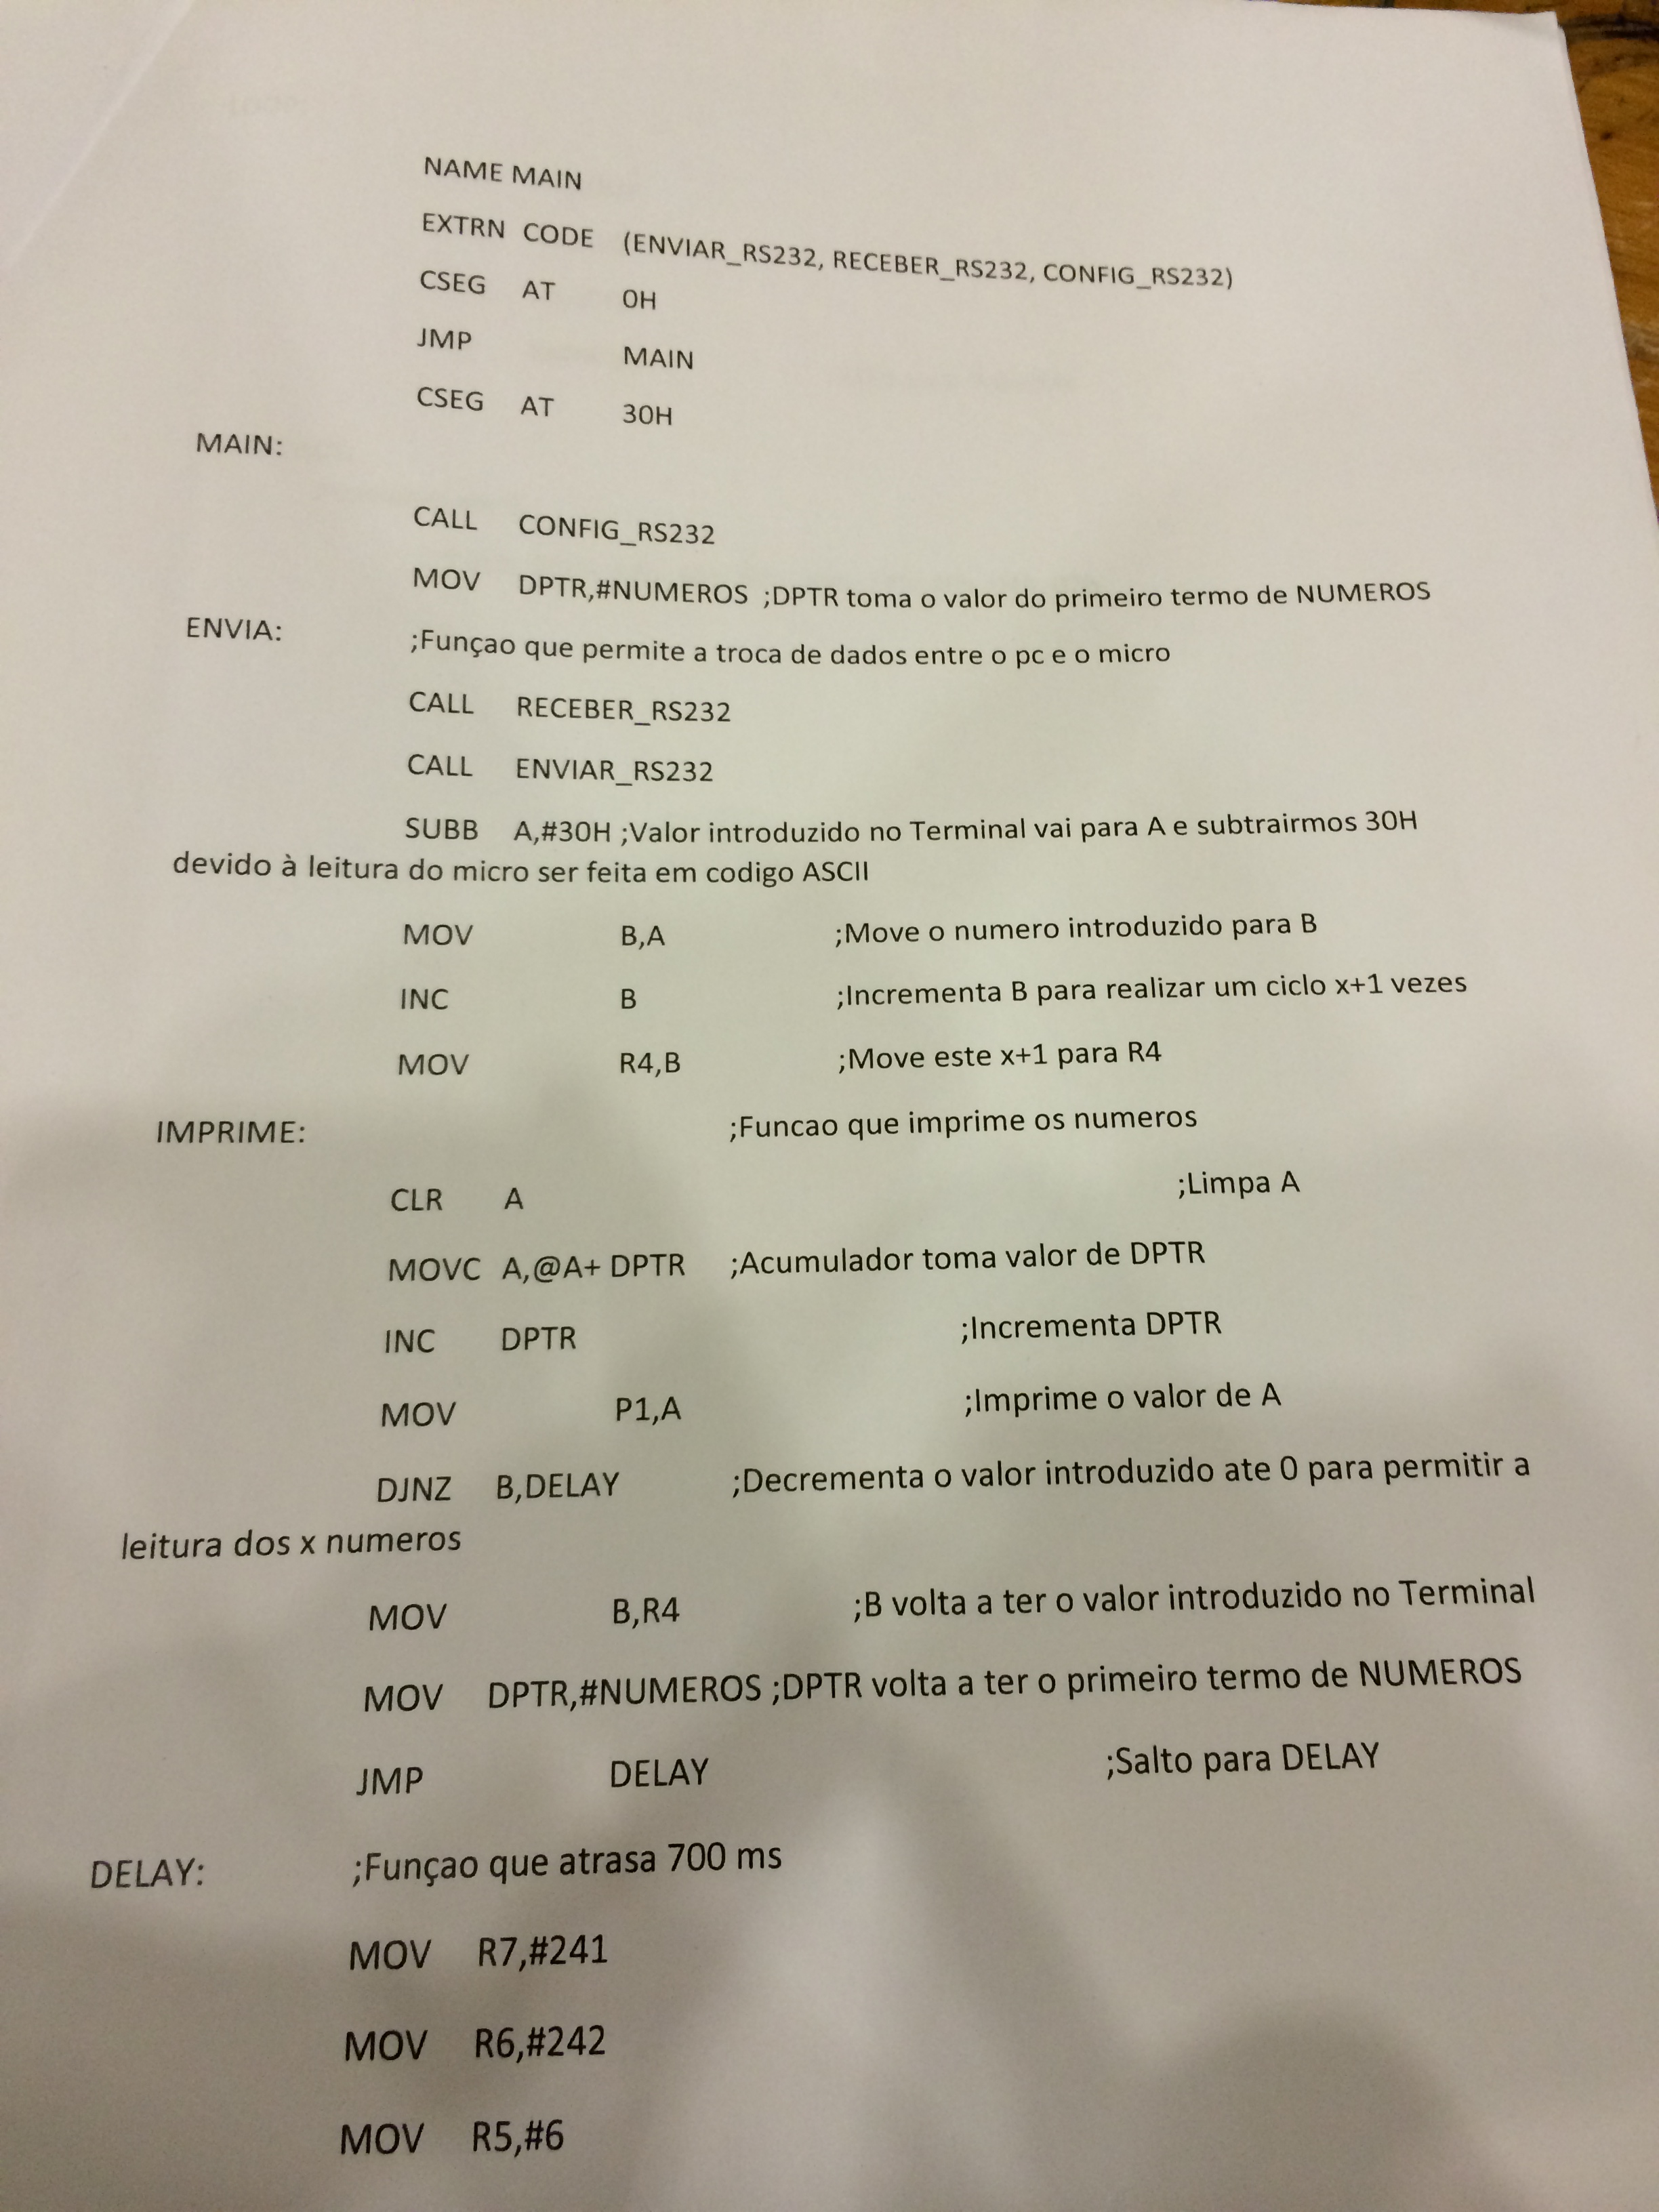 NAME MAIN
EXTRN CODE (ENVIAR_RS232, RECEBER_RS232, CONFIG_RS232)
CSEG AT 0H
JMP MAIN
CSEG AT 30H
MAIN:
CALL CONFIG_RS232
MOV DPTR,#NUMEROS ;DPTR toma o valor do primeiro termo de NUMEROS
ENVIA: ;Funçao que permite a troca de dados entre o pc e o micro
CALL RECEBER_RS232
CALL ENVIAR_RS232
SUBB A,#30H ;Valor introduzido no Terminal vai para A e subtrairmos 30H
devido à leitura do micro ser feita em codigo ASCII
MOV B,A ;Move o numero introduzido para B
INC B ;Incrementa B para realizar um ciclo x+1 vezes
MOV R4,B ;Move este x+1 para R4
IMPRIME: ;Funcao que imprime os numeros
CLR A ;Limpa A
MOVC A,@A+ DPTR ;Acumulador toma valor de DPTR
INC DPTR ;Incrementa DPTR
MOV P1,A ;Imprime o valor de A
DJNZ B,DELAY ;Decrementa o valor introduzido ate 0 para permitir a
leitura dos x numeros
MOV B,R4 ;B volta a ter o valor introduzido no Terminal
MOV DPTR,#NUMEROS ;DPTR volta a ter o primeiro termo de NUMEROS
JMP DELAY ;Salto para DELAY
DELAY: ;Funçao que atrasa 700 ms
MOV R7,#241
MOV R6,#242
MOV R5,#6